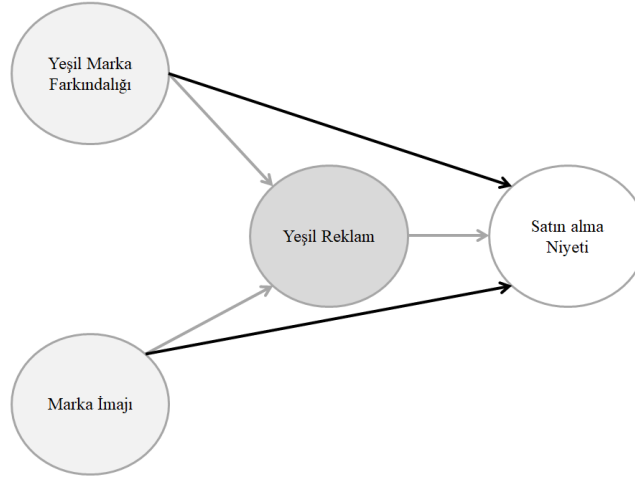 Yeşil Marka
Farkındalığı
Yeşil Reklam
Satın alma
Niyeti
Marka İmajı